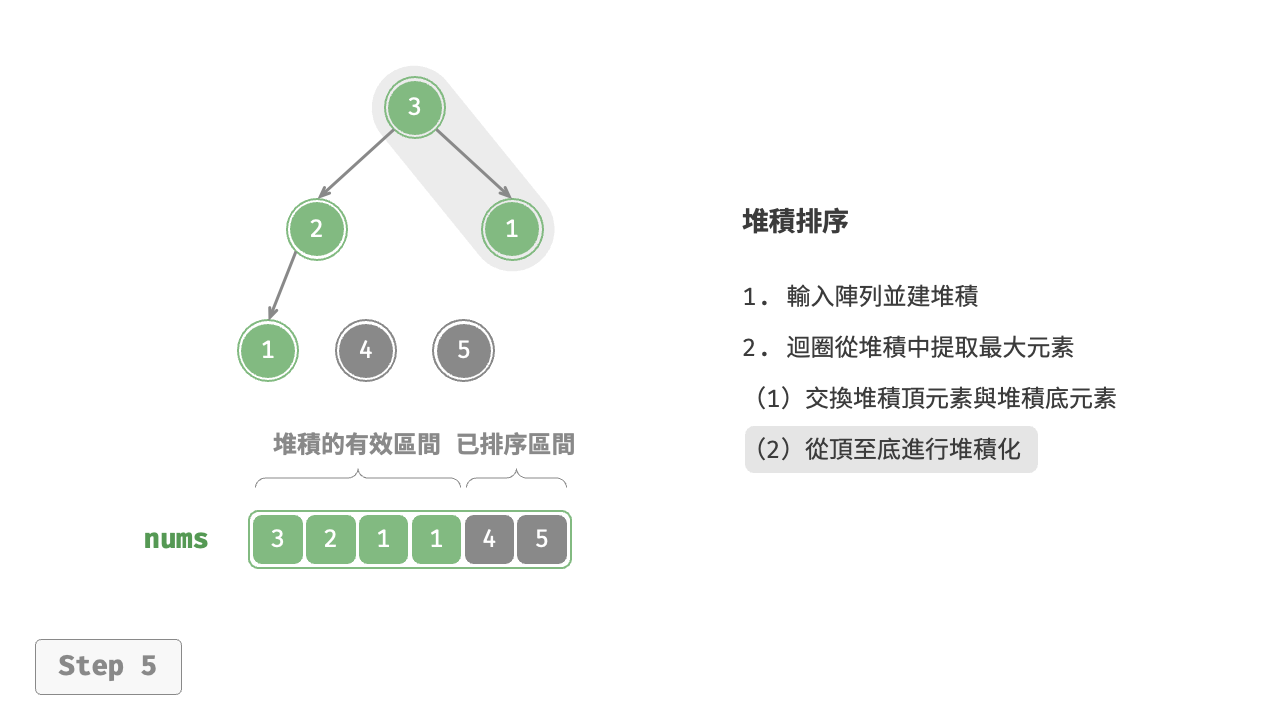 3
2 1
1 4 5
堆積的有效區間 已排序區間
nums 3 2 1 1 4 5
Step 5
堆積排序
1. 輸入陣列並建堆積
2. 迴圈從堆積中提取最大元素
（1）交換堆積頂元素與堆積底元素
（2）從頂至底進行堆積化